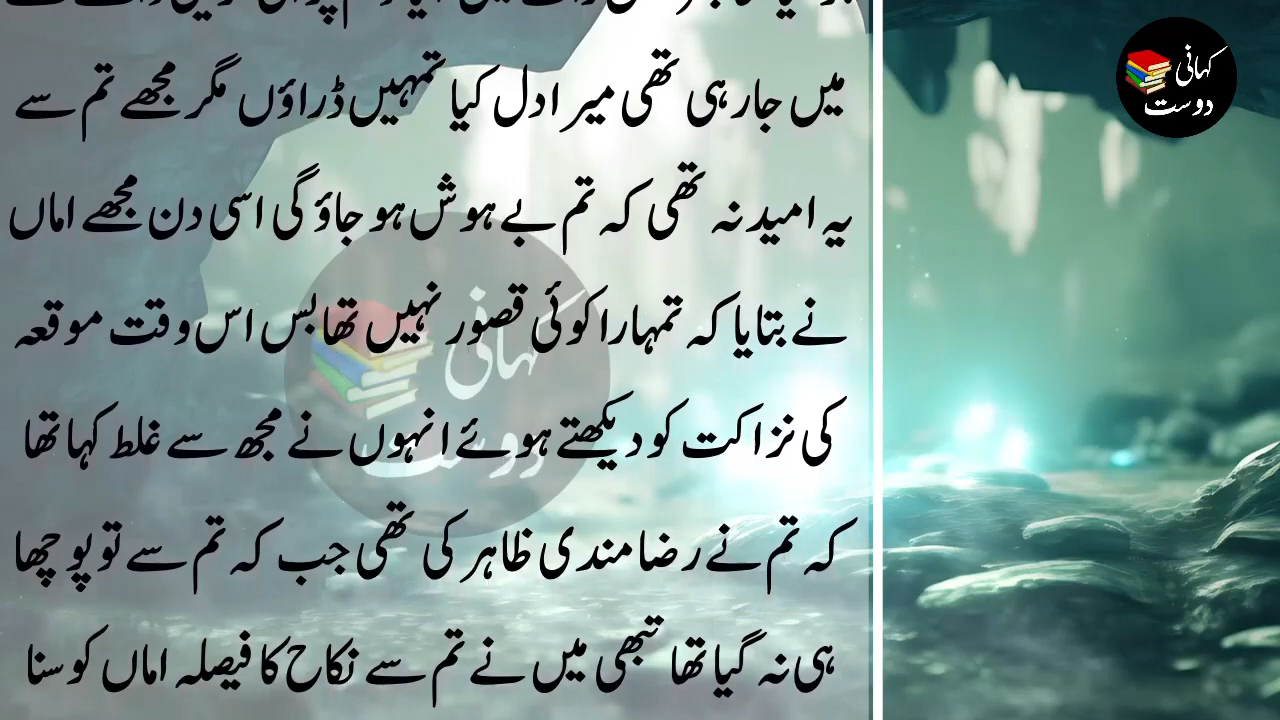 میں جا رہی تھی میرا دل کیا تمہیں ڈراؤں مگر مجھے تم سے
یہ امید نہ تھی کہ تم بے ہوش ہو جاؤ گی اسی دن مجھے اماں
نے بتایا کہ تمہارا کوئی قصور نہیں تھا بس اس وقت موقعہ
کی نزاکت کو دیکھتے ہوئے انہوں نے مجھ سے غلط کہا تھا
کہ تم نے رضا مندی ظاہر کی تھی جب کہ تم سے تو پوچھا
ہی نہ گیا تھا تبھی میں نے تم سے نکاح کا فیصلہ اماں کو سنا
کہانی
دوست
کہانی
دوست